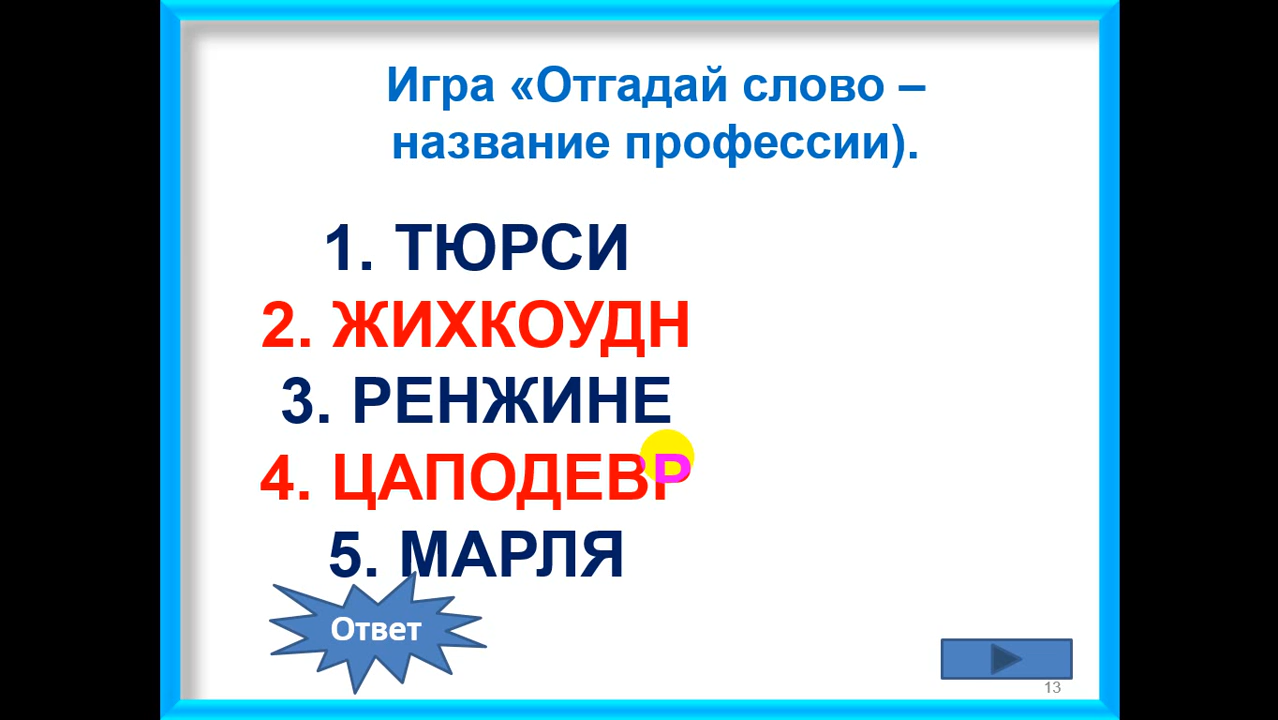 Игра «Отгадай слово –
название профессии).
1. ТЮРСИ
2. ЖИХКОУДН
3. РЕНЖИНЕ
4. ЦАПОДЕВР
5. МАРЛЯ
Ответ
13